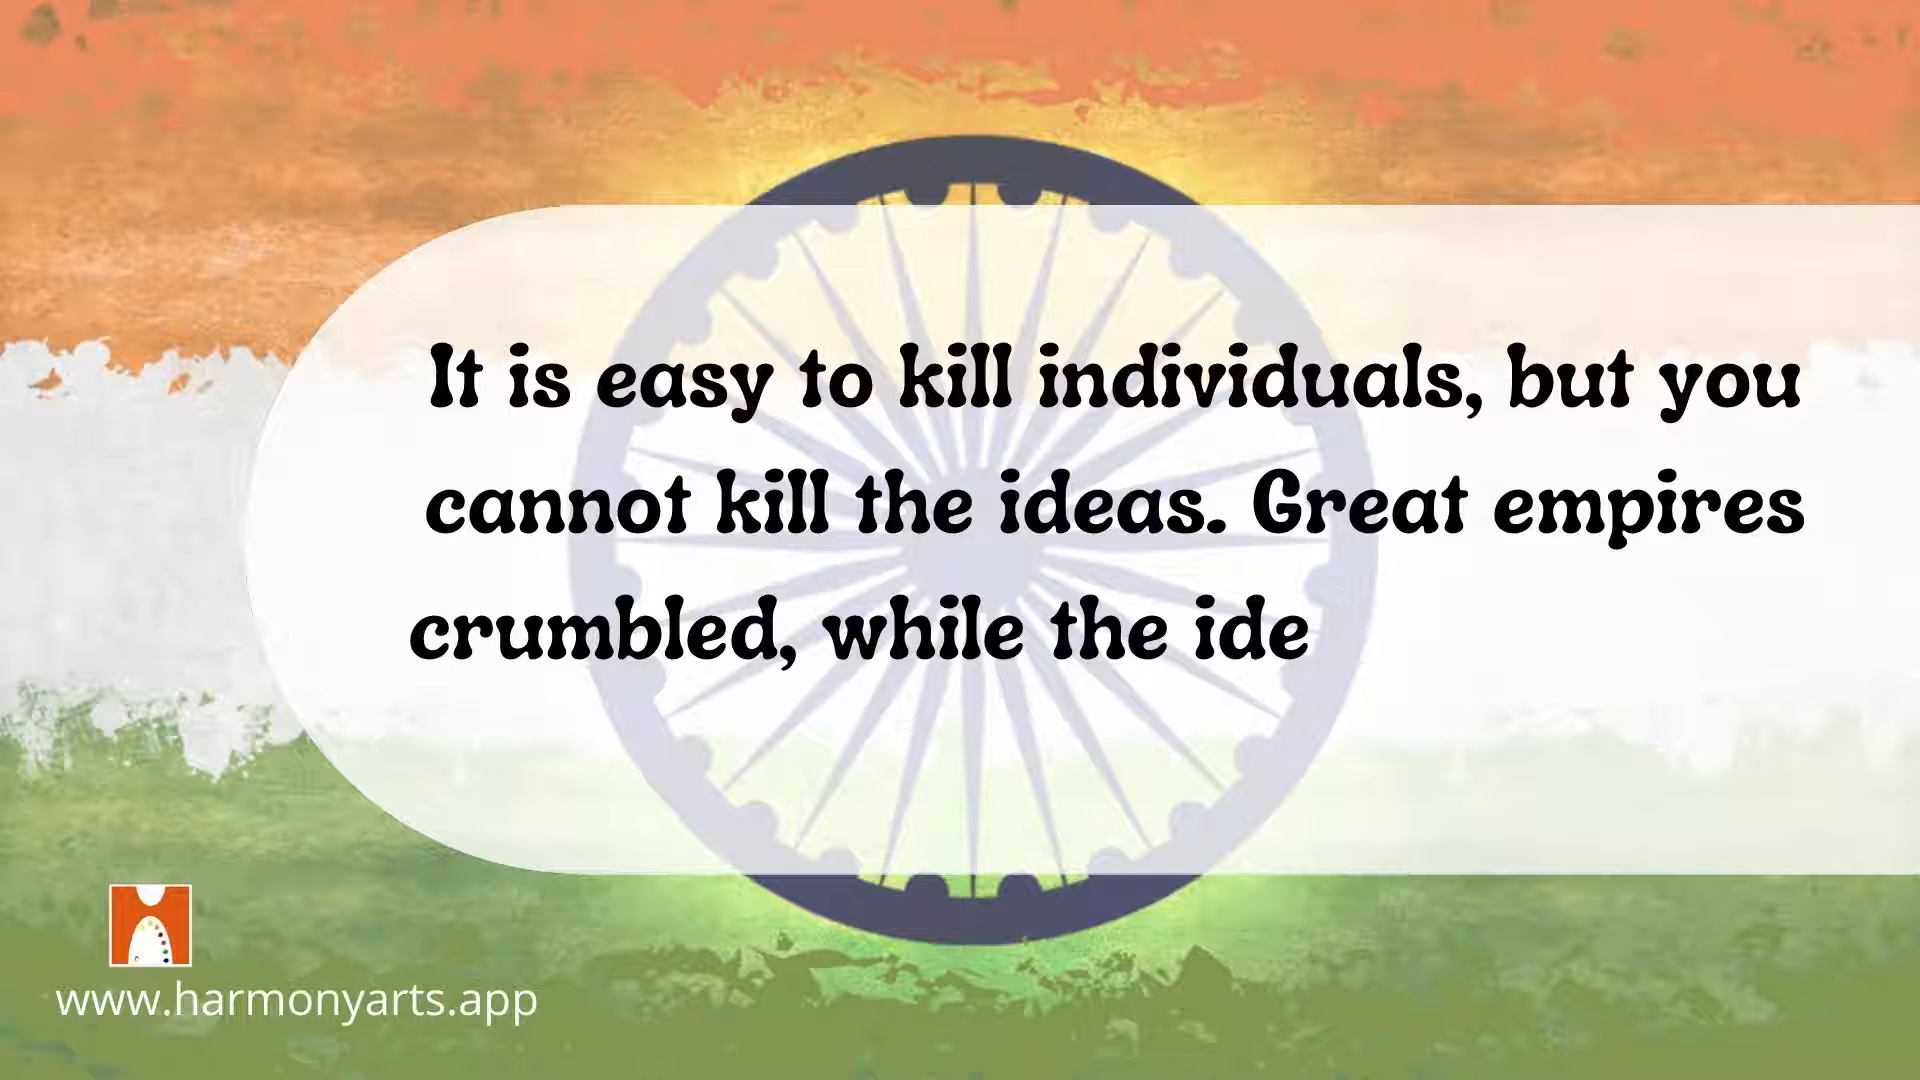 It is easy to kill individuals, but you
cannot kill the ideas. Great empires
crumbled, while the ide
www.harmonyarts.app